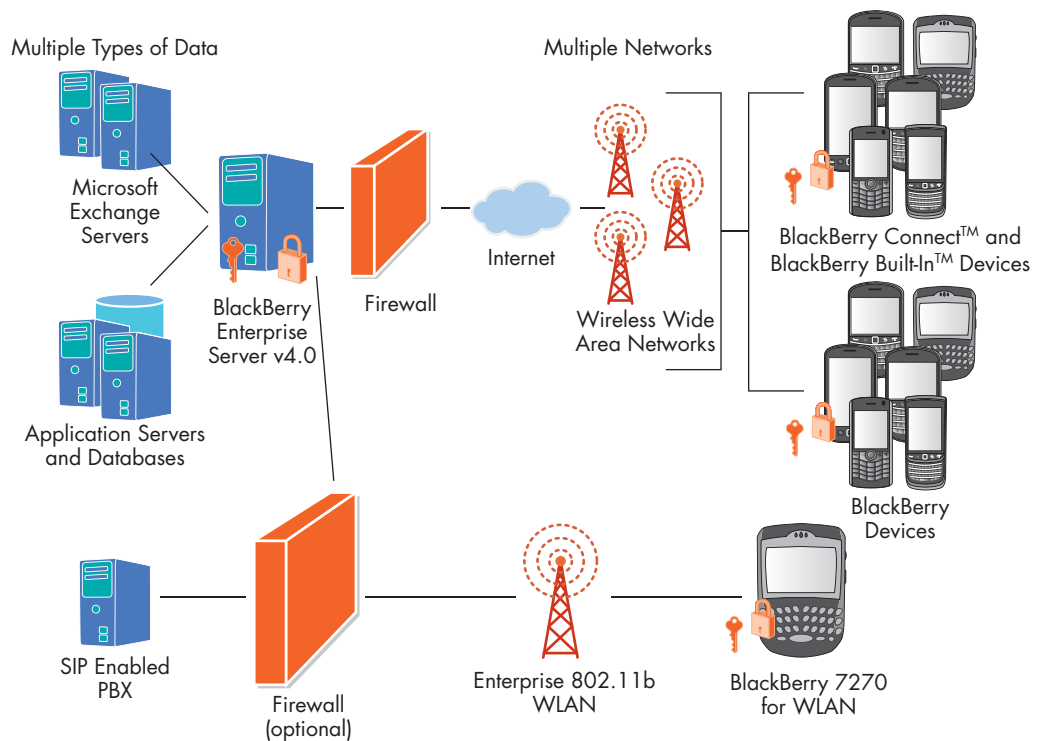 Multiple Types of Data
Multiple Networks
Microsoft
Exchange
Servers
BlackBerry
Enterprise
Server v4.0
Firewall
Internet
Wireless Wide
Area Networks
BlackBerry Connect™ and
BlackBerry Built-In™ Devices
Application Servers
and Databases
BlackBerry
Devices
SIP Enabled
PBX
Firewall
(optional)
Enterprise 802.11b
WLAN
BlackBerry 7270
for WLAN